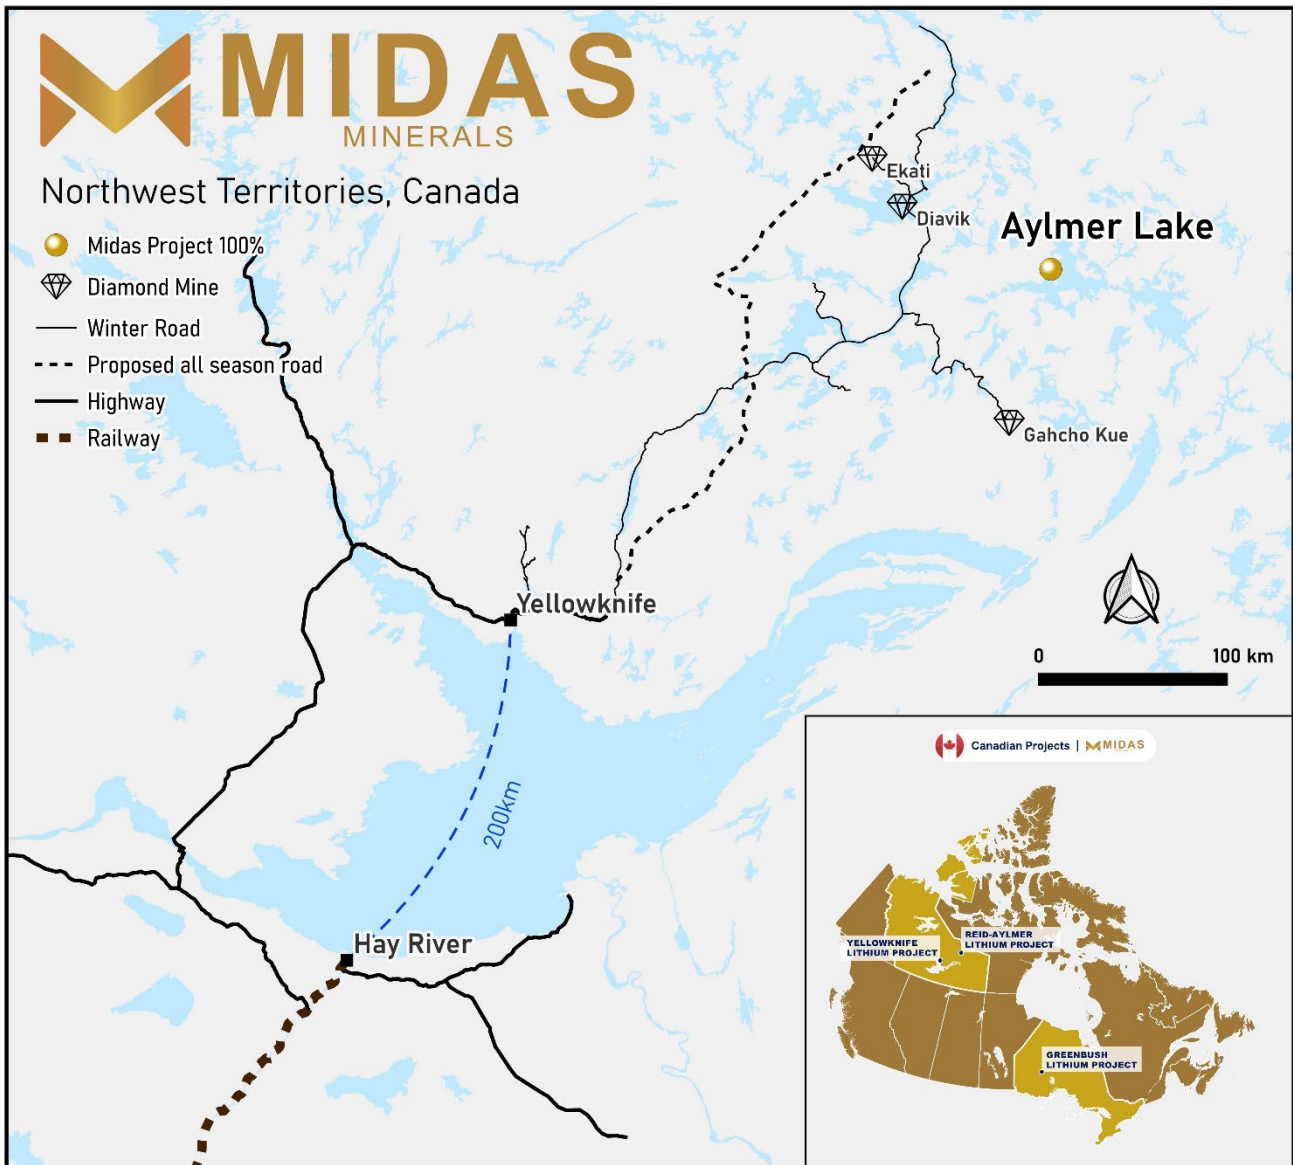 MIDAS
MINERALS
Northwest Territories, Canada
Midas Project 100%
Diamond Mine
Winter Road
Proposed all season road
Highway
Railway
Ekati
Diavik
Aylmer Lake
Gahcho Kue
Yellowknife
0 100 km
200km
Hay River
Canadian Projects | MIDAS
YELLOWKNIFE
LITHIUM PROJECT
REID-AYLMER
LITHIUM PROJECT
GREENBUSH
LITHIUM PROJECT